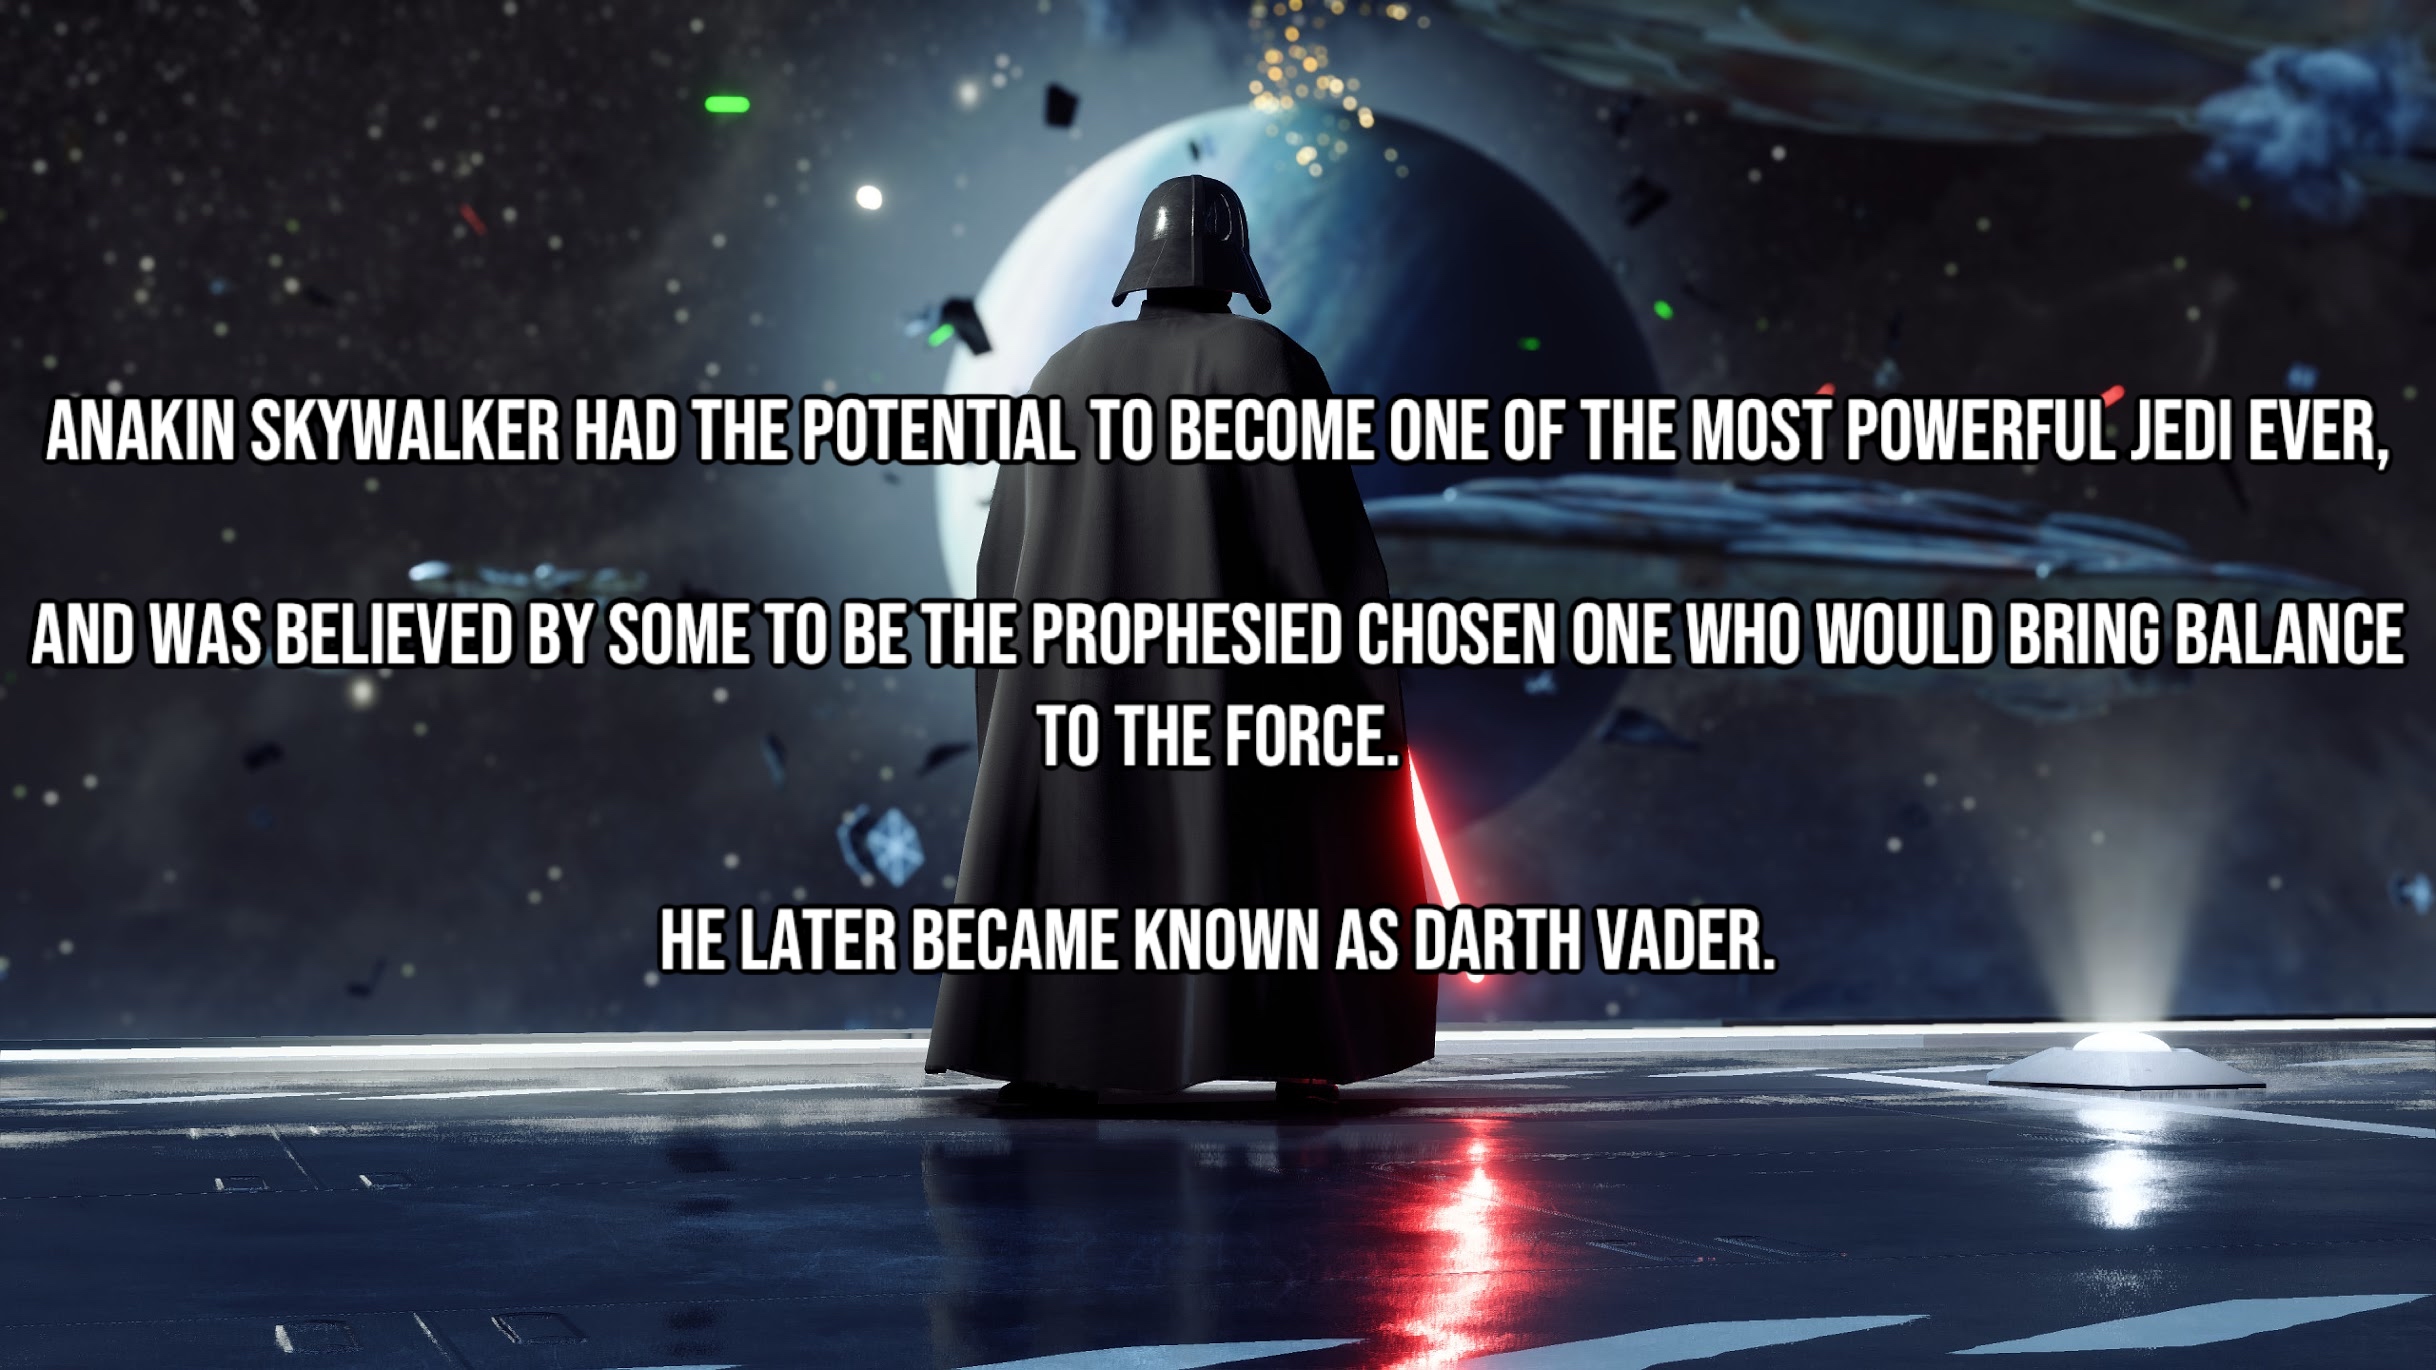 ANAKIN SKYWALKER HAD THE POTENTIAL TO BECOME ONE OF THE MOST POWERFUL JEDI EVER,
AND WAS BELIEVED BY SOME TO BE THE PROPHESIED CHOSEN ONE WHO WOULD BRING BALANCE
TO THE FORCE.
HE LATER BECAME KNOWN AS DARTH VADER.